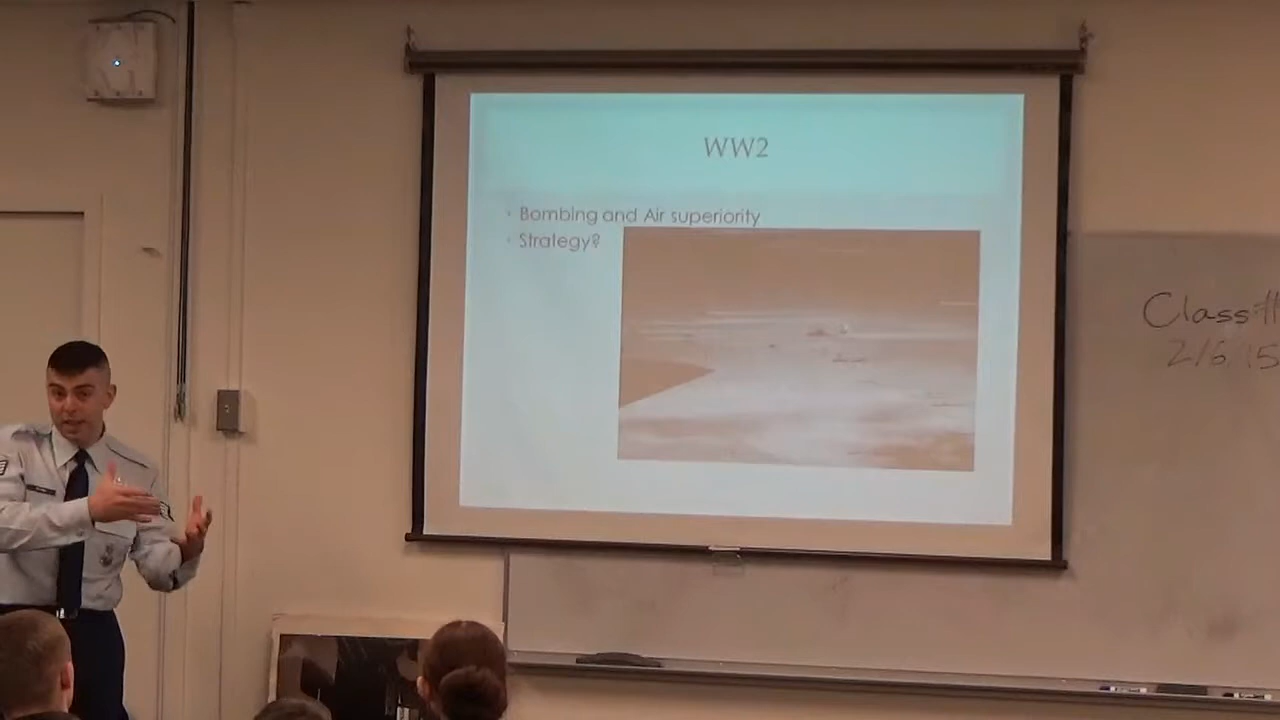 WW2
Bombing and Air superiority
Strategy?
Class#
2/6 15